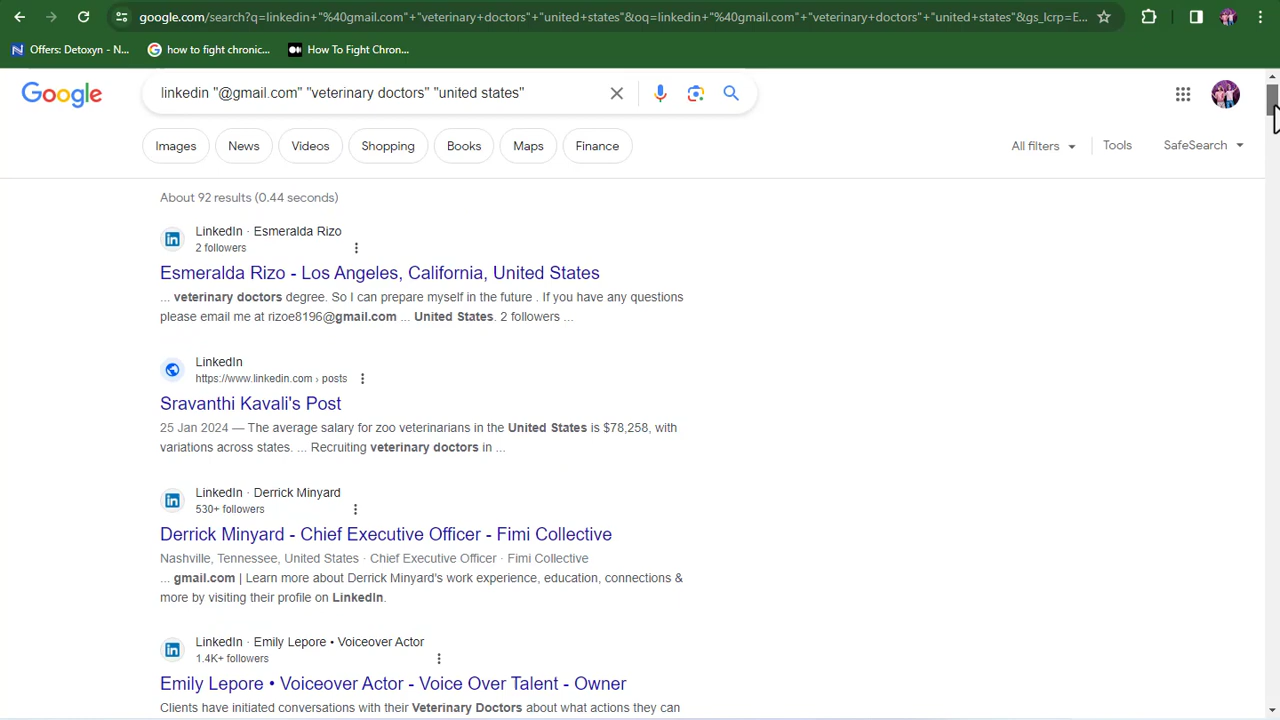 google.com/search?q=linkedin+"%40gmail.com"+"veterinary+doctors"+"united+states"&oq=linkedin+"%40gmail.com"+"veterinary+doctors"+"united+states"&gs_lcrp=E...
Offers: Detoxyn - N...
how to fight chronic...
How To Fight Chron...
Google
linkedin "@gmail.com" "veterinary doctors" "united states"
Images
News
Videos
Shopping
Books
Maps
Finance
All filters
Tools
SafeSearch
About 92 results (0.44 seconds)
LinkedIn · Esmeralda Rizo
2 followers
Esmeralda Rizo - Los Angeles, California, United States
... veterinary doctors degree. So I can prepare myself in the future . If you have any questions
please email me at rizoe8196@gmail.com ... United States. 2 followers ...
LinkedIn
https://www.linkedin.com › posts
Sravanthi Kavali's Post
25 Jan 2024 — The average salary for zoo veterinarians in the United States is $78,258, with
variations across states. ... Recruiting veterinary doctors in ...
LinkedIn · Derrick Minyard
530+ followers
Derrick Minyard - Chief Executive Officer - Fimi Collective
Nashville, Tennessee, United States · Chief Executive Officer · Fimi Collective
... gmail.com | Learn more about Derrick Minyard's work experience, education, connections &
more by visiting their profile on LinkedIn.
LinkedIn · Emily Lepore • Voiceover Actor
1.4K+ followers
Emily Lepore • Voiceover Actor - Voice Over Talent - Owner
Clients have initiated conversations with their Veterinary Doctors about what actions they can